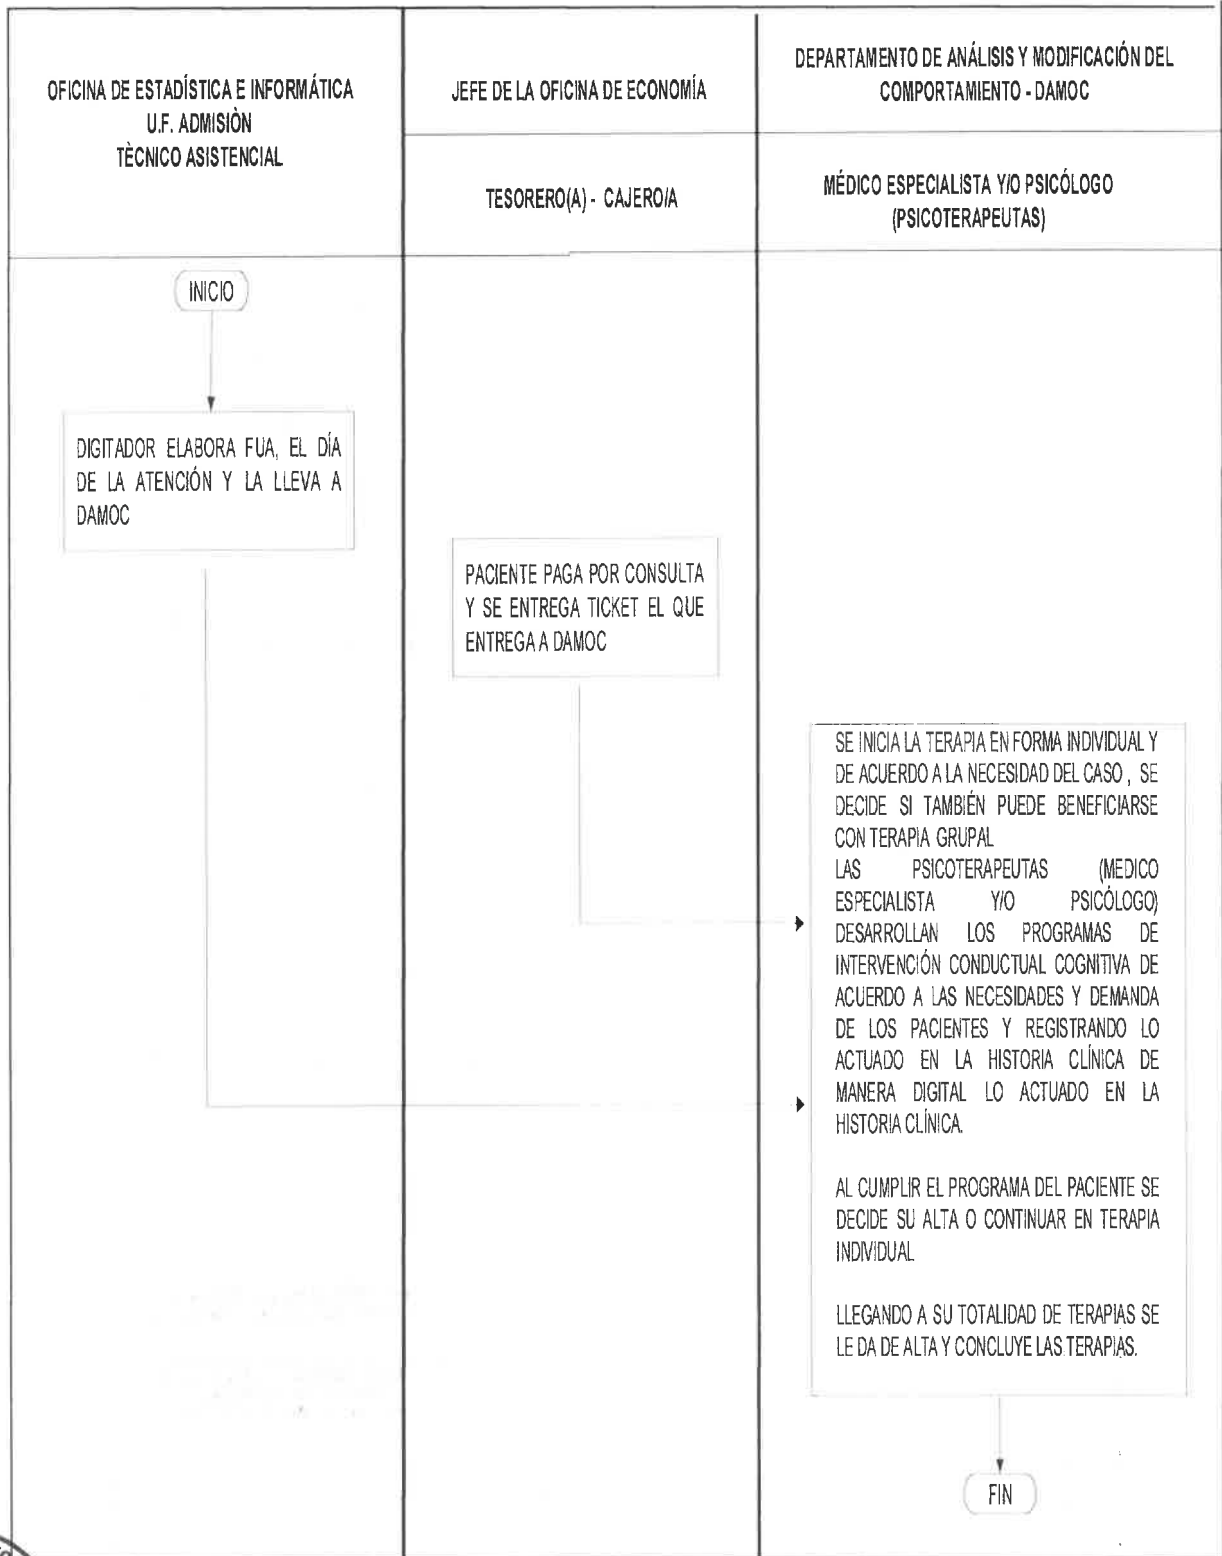 OFICINA DE ESTADÍSTICA E INFORMÁTICA
U.F. ADMISIÒN
TÈCNICO ASISTENCIAL
JEFE DE LA OFICINA DE ECONOMÍA
TESORERO(A) - CAJERO/A
DEPARTAMENTO DE ANÁLISIS Y MODIFICACIÓN DEL
COMPORTAMIENTO - DAMOC
MÉDICO ESPECIALISTA Y/O PSICÓLOGO
(PSICOTERAPEUTAS)
INICIO
DIGITADOR ELABORA FUA, EL DÍA
DE LA ATENCIÓN Y LA LLEVA A
DAMOC
PACIENTE PAGA POR CONSULTA
Y SE ENTREGA TICKET EL QUE
ENTREGA A DAMOC
SE INICIA LA TERAPIA EN FORMA INDIVIDUAL Y
DE ACUERDO A LA NECESIDAD DEL CASO , SE
DECIDE SI TAMBIÉN PUEDE BENEFICIARSE
CON TERAPIA GRUPAL
LAS PSICOTERAPEUTAS (MEDICO
ESPECIALISTA Y/O PSICÓLOGO)
DESARROLLAN LOS PROGRAMAS DE
INTERVENCIÓN CONDUCTUAL COGNITIVA DE
ACUERDO A LAS NECESIDADES Y DEMANDA
DE LOS PACIENTES Y REGISTRANDO LO
ACTUADO EN LA HISTORIA CLÍNICA DE
MANERA DIGITAL LO ACTUADO EN LA
HISTORIA CLÍNICA.
AL CUMPLIR EL PROGRAMA DEL PACIENTE SE
DECIDE SU ALTA O CONTINUAR EN TERAPIA
INDIVIDUAL
LLEGANDO A SU TOTALIDAD DE TERAPIAS SE
LE DA DE ALTA Y CONCLUYE LAS TERAPIAS.
FIN